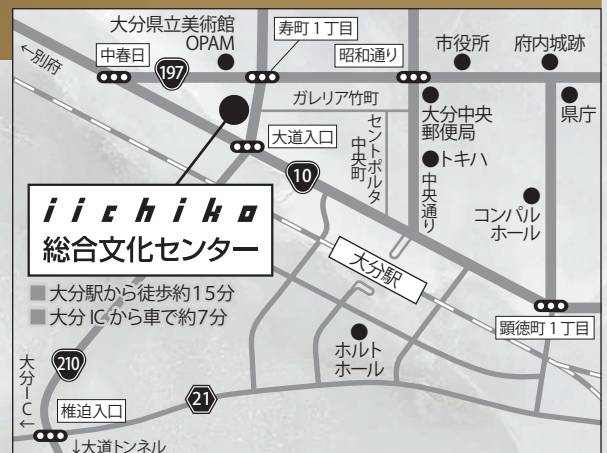 大分県立美術館
OPAM
寿町1丁目
昭和通り
市役所
府内城跡
←別府
中春日
197
ガレリア竹町
大分中央
郵便局
県庁
大道入口
セントポルタ
中央町
トキハ
中央通り
10
コンパル
ホール
iichiko
総合文化センター
大分駅
■大分駅から徒歩約15分
■大分ICから車で約7分
顕徳町1丁目
ホルト
ホール
210
大分IC←
21
椎迫入口
↓大道トンネル